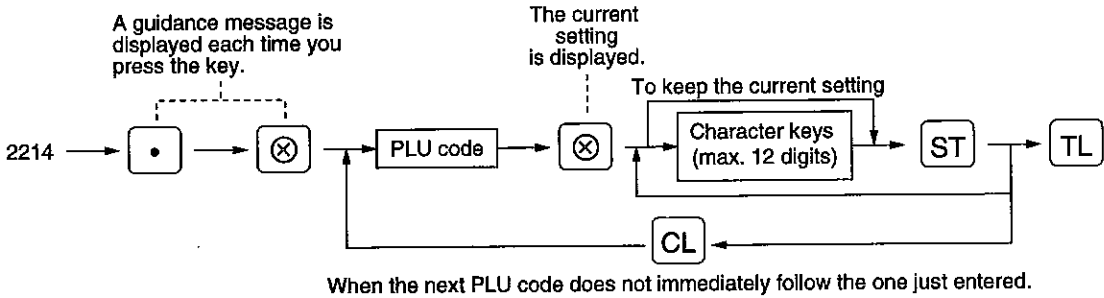 A guidance message is
displayed each time you
press the key.
The current
setting
is displayed.
To keep the current setting
2214
•
⊗
PLU code
⊗
Character keys
(max. 12 digits)
ST
TL
CL
When the next PLU code does not immediately follow the one just entered.